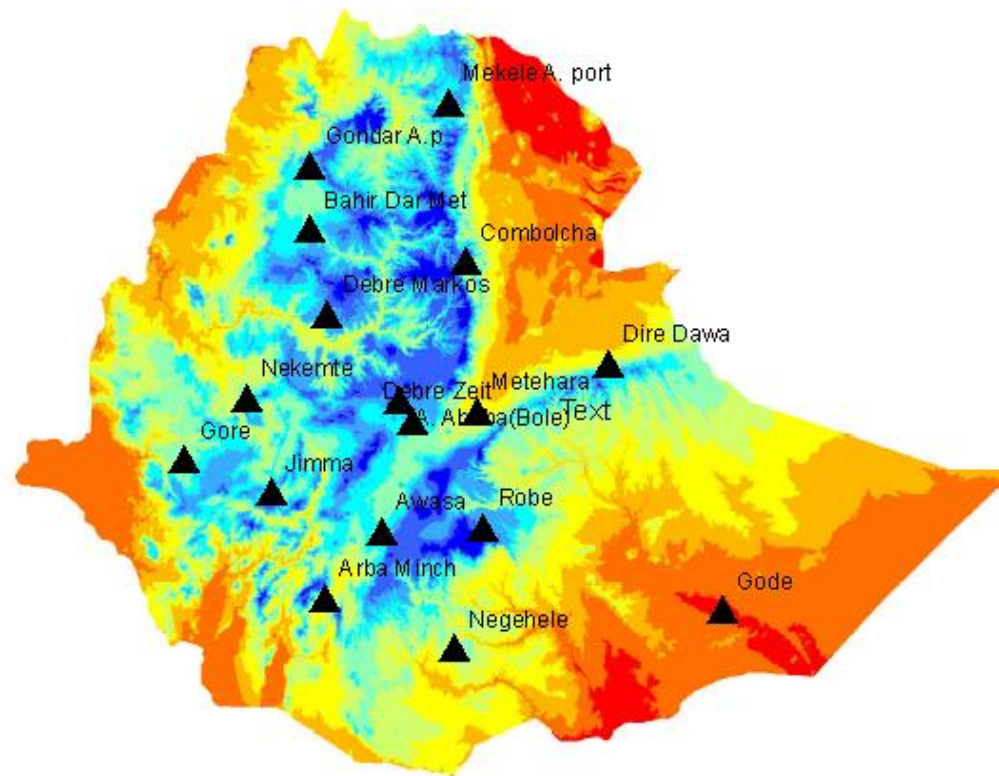 Mekele A. port
Gondar A.p
Bahir Dar Met
Combolcha
Debre Markos
Dire Dawa
Nekemte
Debre Zeit
Metehara
A. Ababa(Bole)
Text
Gore
Jimma
Awasa
Robe
Arba Minch
Gode
Negehele